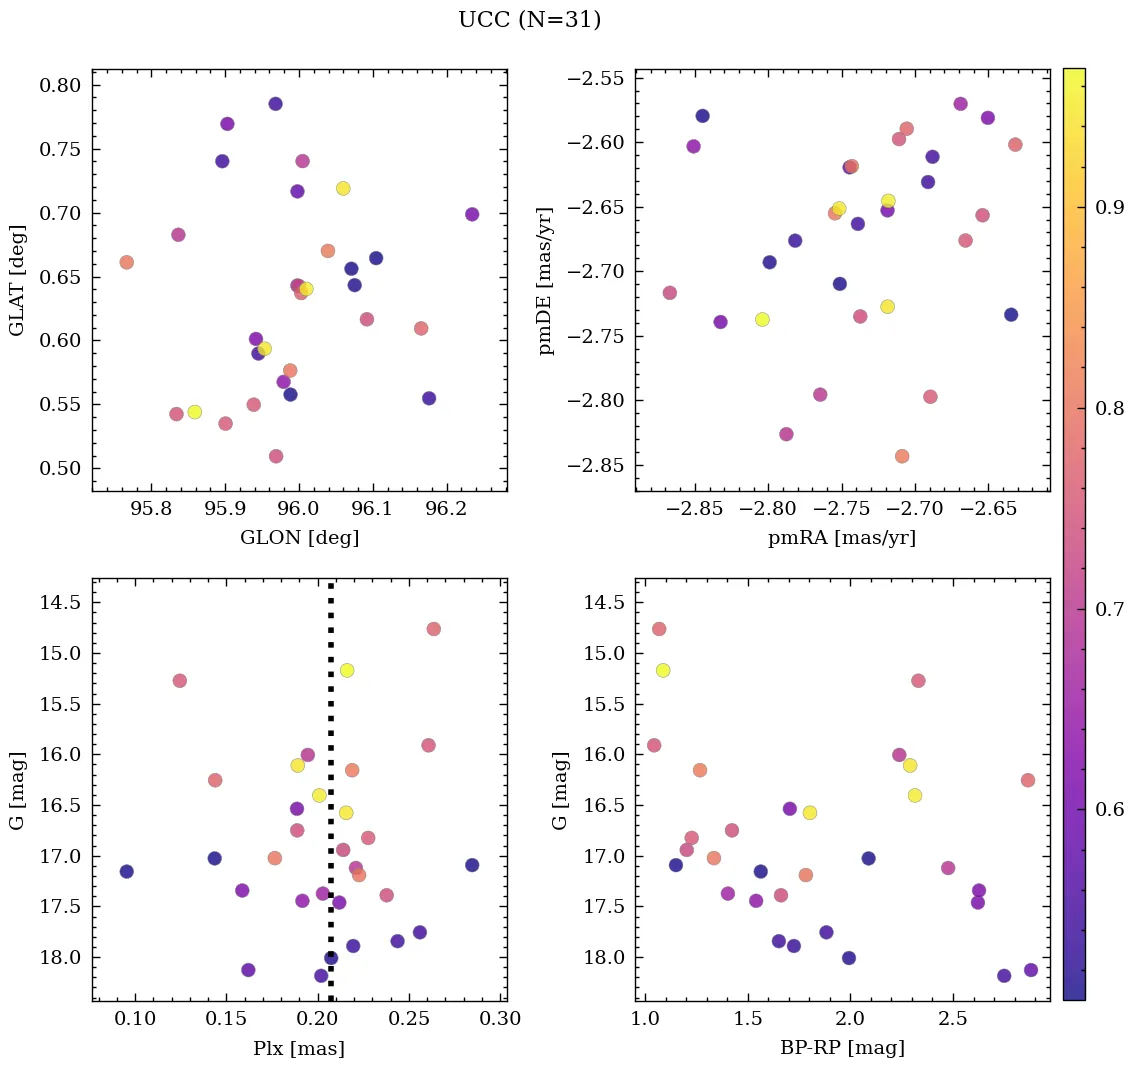 UCC (N=31)
0.80
0.75
0.70
0.65
0.60
0.55
0.50
GLAT [deg]
95.8 95.9 96.0 96.1 96.2
GLON [deg]
−2.55
−2.60
−2.65
−2.70
−2.75
−2.80
−2.85
pmDE [mas/yr]
−2.85 −2.80 −2.75 −2.70 −2.65
pmRA [mas/yr]
14.5
15.0
15.5
16.0
16.5
17.0
17.5
18.0
G [mag]
0.10 0.15 0.20 0.25 0.30
Plx [mas]
14.5
15.0
15.5
16.0
16.5
17.0
17.5
18.0
G [mag]
1.0 1.5 2.0 2.5
BP-RP [mag]
0.9
0.8
0.7
0.6